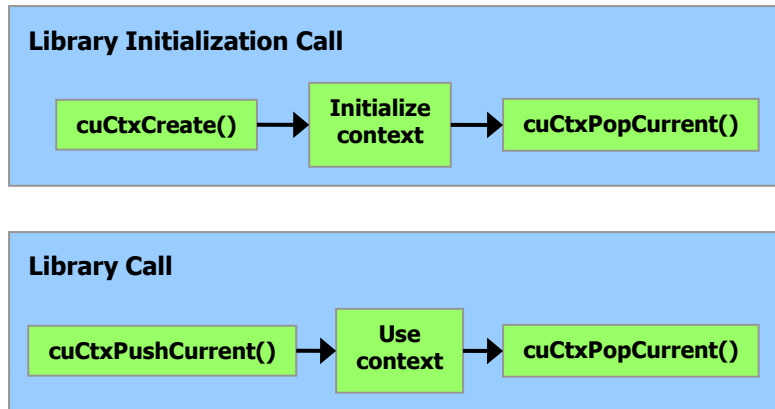 Library Initialization Call
cuCtxCreate()
Initialize
context
cuCtxPopCurrent()
Library Call
cuCtxPushCurrent()
Use
context
cuCtxPopCurrent()